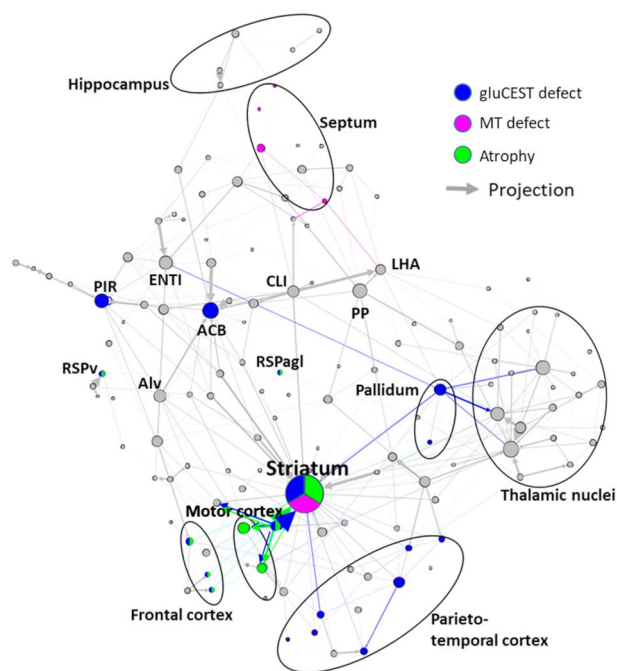 Hippocampus
Septum
gluCEST defect
MT defect
Atrophy
Projection
PIR
ENTI
CLI
LHA
ACB
PP
RSPv
RSPagl
Alv
Pallidum
Striatum
Thalamic nuclei
Motor cortex
Frontal cortex
Parieto-
temporal cortex